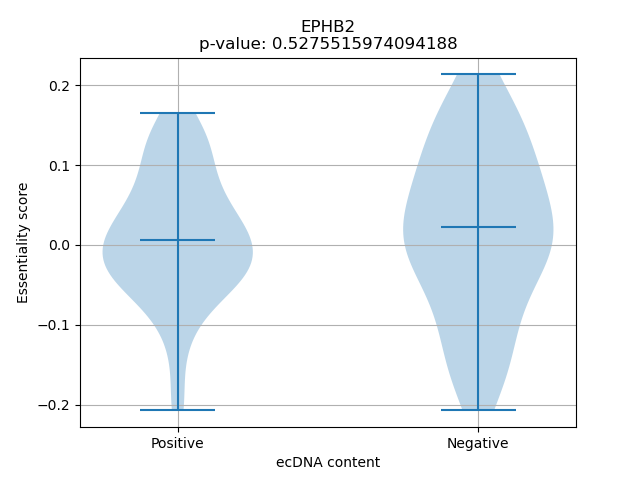 EPHB2
p-value: 0.5275515974094188
0.2
0.1
0.0
−0.1
−0.2
Essentiality score
Positive
Negative
ecDNA content